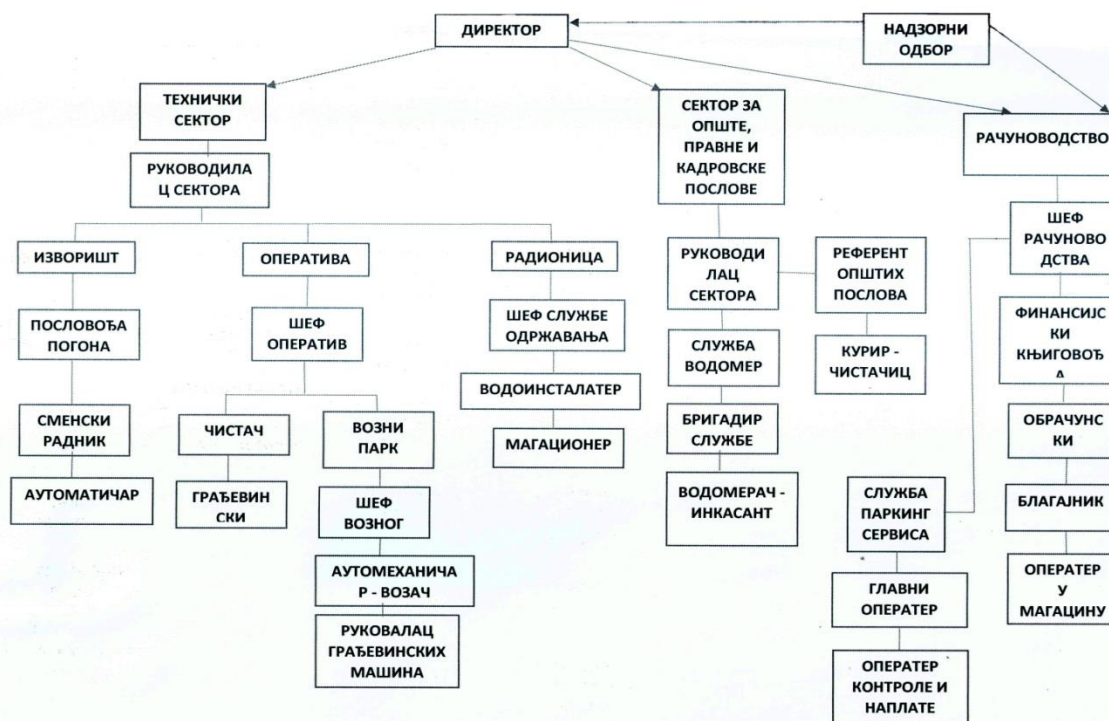 ДИРЕКТОР
НАДЗОРНИ
ОДБОР
ТЕХНИЧКИ
СЕКТОР
СЕКТОР ЗА
ОПШТЕ,
ПРАВНЕ И
КАДРОВСКЕ
ПОСЛОВЕ
РАЧУНОВОДСТВО
РУКОВОДИЛА
Ц СЕКТОРА
ИЗВОРИШТ
ОПЕРАТИВА
РАДИОНИЦА
РУКОВОДИ
ЛАЦ
СЕКТОРА
РЕФЕРЕНТ
ОПШТИХ
ПОСЛОВА
ШЕФ
РАЧУНОВО
ДСТВА
ПОСЛОВОЂА
ПОГОНА
ШЕФ
ОПЕРАТИВ
ШЕФ СЛУЖБЕ
ОДРЖАВАЊА
СЛУЖБА
ВОДОМЕР
КУРИР -
ЧИСТАЧИЦ
ФИНАНСИЈС
КИ
КЊИГОВОЂ
А
СМЕНСКИ
РАДНИК
ЧИСТАЧ
ВОЗНИ
ПАРК
ВОДОИНСТАЛАТЕР
МАГАЦИОНЕР
БРИГАДИР
СЛУЖБЕ
ОБРАЧУНС
КИ
АУТОМАТИЧАР
ГРАЂЕВИН
СКИ
ШЕФ
ВОЗНОГ
ВОДОМЕРАЧ -
ИНКАСАНТ
СЛУЖБА
ПАРКИНГ
СЕРВИСА
БЛАГАЈНИК
АУТОМЕХАНИЧА
Р - ВОЗАЧ
ГЛАВНИ
ОПЕРАТЕР
ОПЕРАТЕР
У
МАГАЦИНУ
РУКОВАЛАЦ
ГРАЂЕВИНСКИХ
МАШИНА
ОПЕРАТЕР
КОНТРОЛЕ И
НАПЛАТЕ